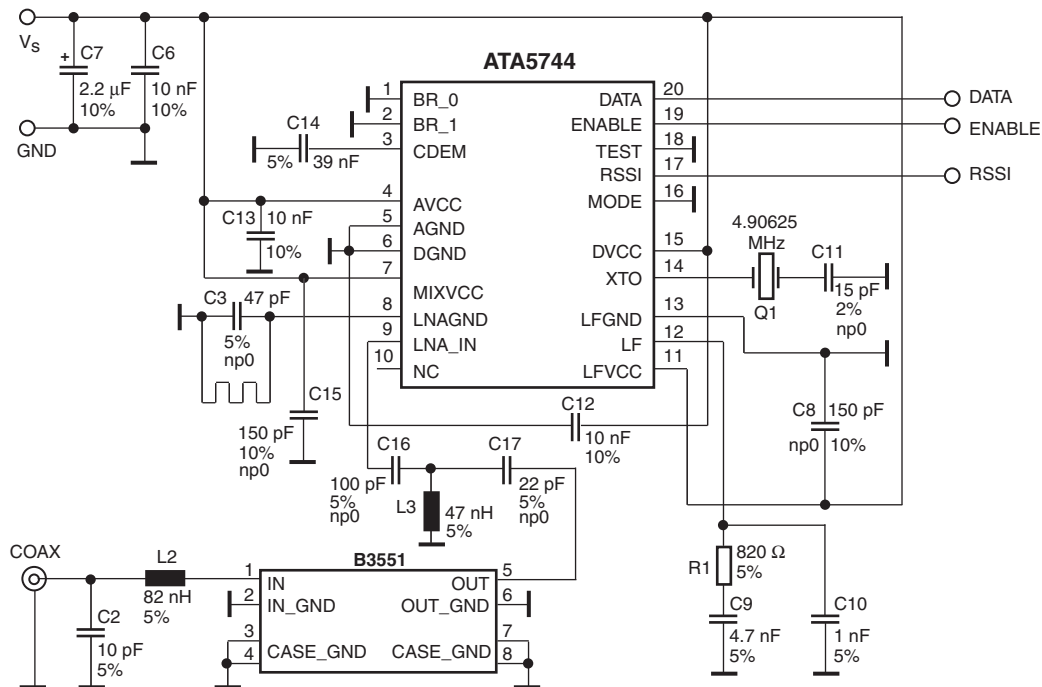 VS
C7
+
2.2 µF
10%
C6
10 nF
10%
GND
ATA5744
1 BR_0
2 BR_1
3 CDEM
4 AVCC
5 AGND
6 DGND
7 MIXVCC
8 LNAGND
9 LNA_IN
10 NC
20 DATA
19 ENABLE
18 TEST
17 RSSI
16 MODE
15 DVCC
14 XTO
13 LFGND
12 LF
11 LFVCC
DATA
ENABLE
RSSI
C14
5% 39 nF
C13 10 nF
10%
C3 47 pF
5%
np0
C15
150 pF
10%
np0
4.90625
MHz
Q1
C11
15 pF
2%
np0
C12
10 nF
10%
C8 150 pF
np0 10%
C16
100 pF
5%
np0
C17
22 pF
5%
np0
L3 47 nH
5%
COAX
L2
82 nH
5%
C2
10 pF
5%
B3551
1 IN
2 IN_GND
3
4 CASE_GND
OUT 5
OUT_GND 6
7
CASE_GND 8
R1 820 Ω
5%
C9
4.7 nF
5%
C10
1 nF
5%